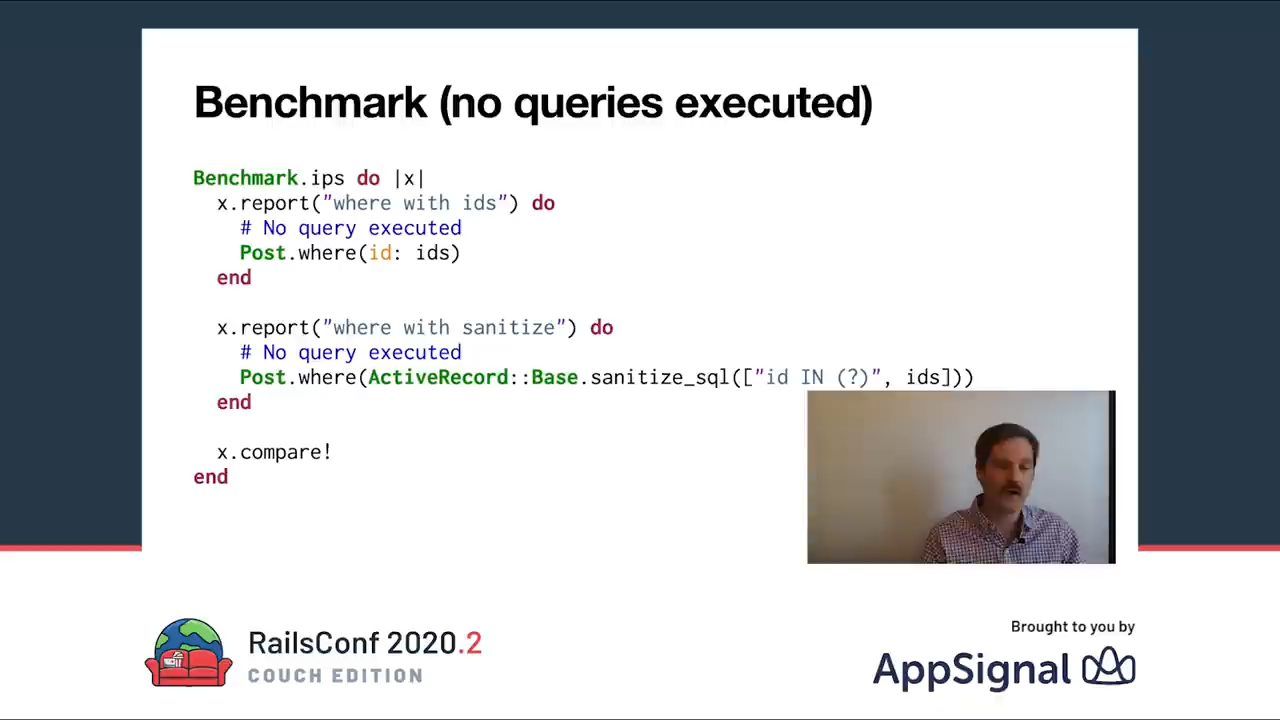 Benchmark (no queries executed)
Benchmark.ips do |x|
  x.report("where with ids") do
    # No query executed
    Post.where(id: ids)
  end

  x.report("where with sanitize") do
    # No query executed
    Post.where(ActiveRecord::Base.sanitize_sql(["id IN (?)", ids]))
  end

  x.compare!
end
RailsConf 2020.2
COUCH EDITION
Brought to you by
AppSignal